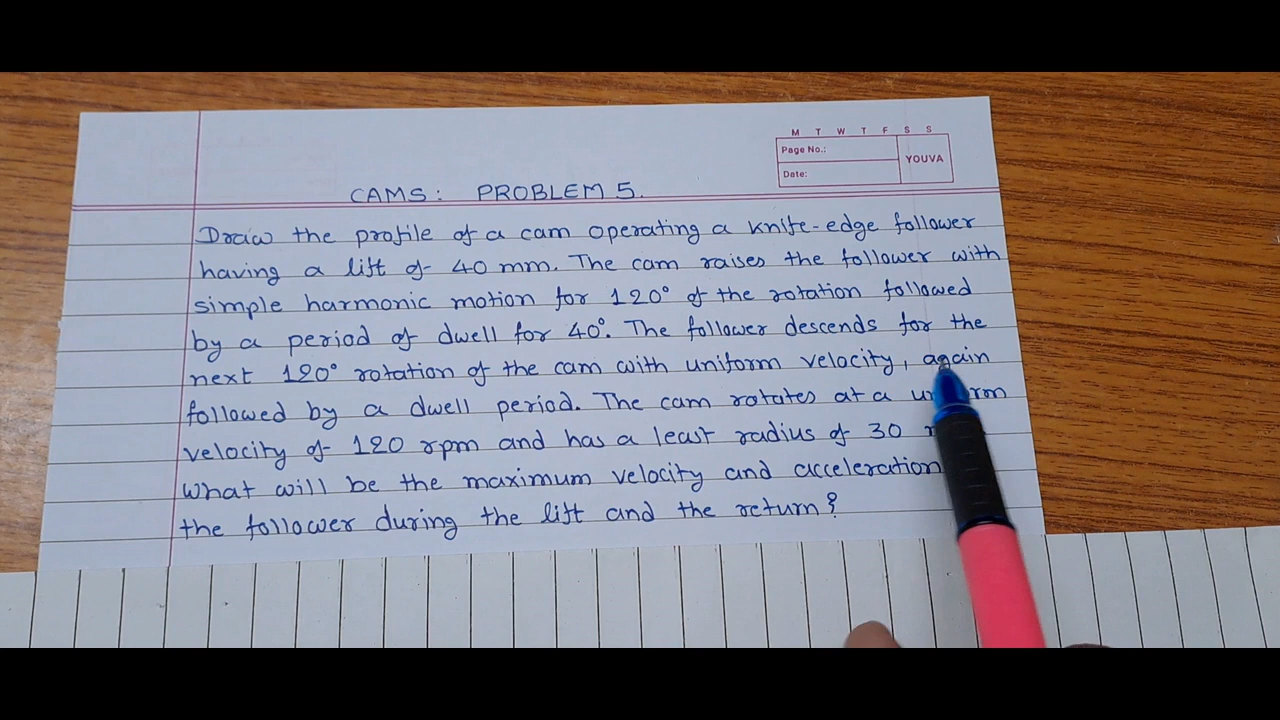 M T W T F S S
Page No.:
YOUVA
Date:
CAMS: PROBLEM 5.
Draw the profile of a cam operating a knife-edge follower
having a lift of 40 mm. The cam raises the follower with
simple harmonic motion for 120° of the rotation followed
by a period of dwell for 40°. The follower descends for the
next 120° rotation of the cam with uniform velocity, again
followed by a dwell period. The cam rotates at a
velocity of 120 rpm and has a least radius of 30
What will be the maximum velocity and acceleration
the follower during the lift and the return?